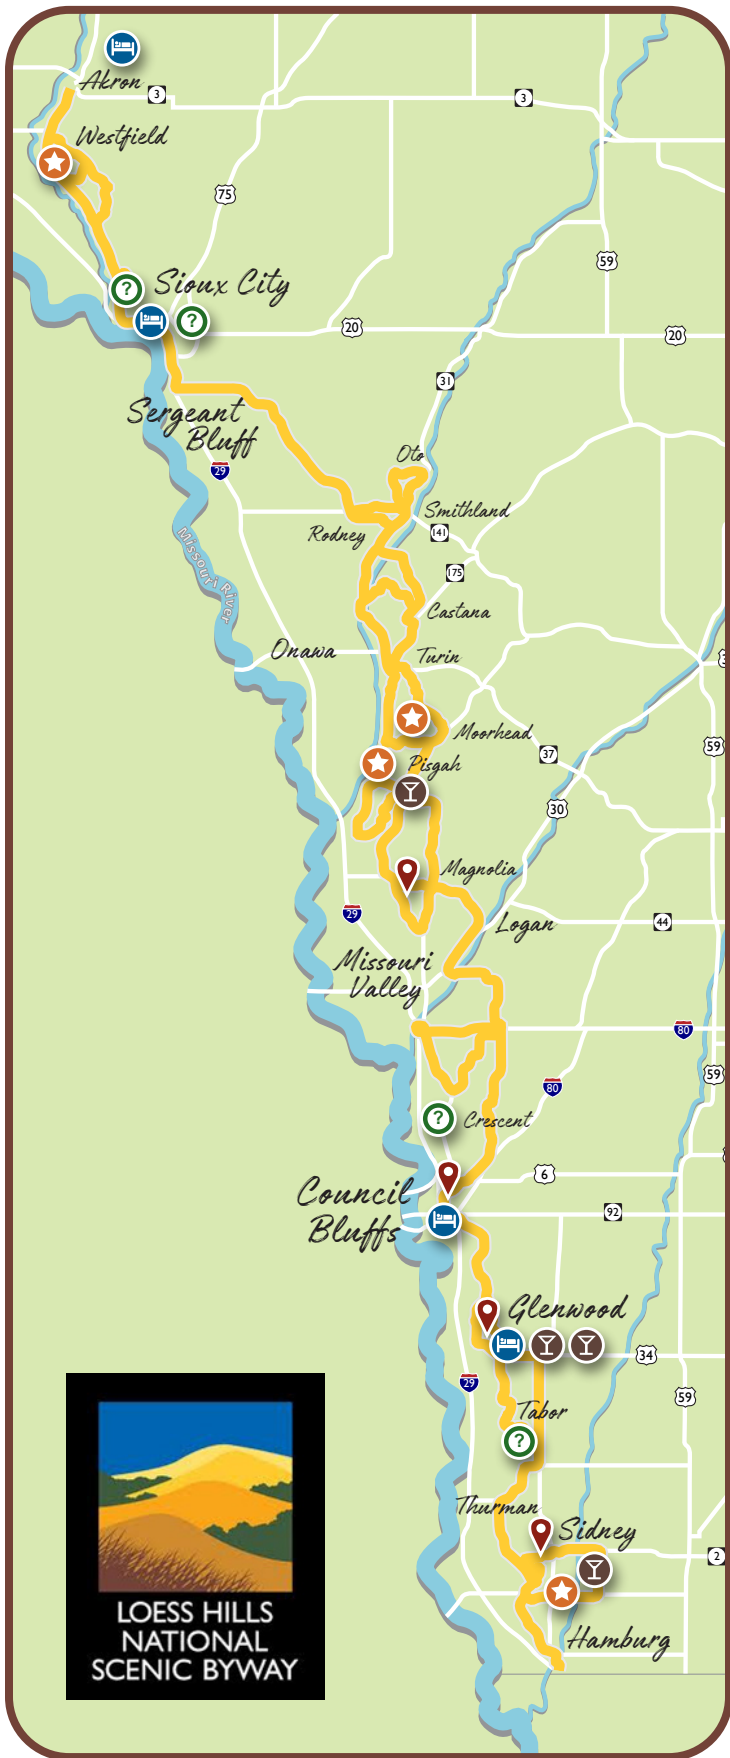 Akron
3
3
Westfield
75
59
?
Sioux City
?
20
20
31
Sergeant
Bluff
Oto
29
Smithland
Rodney
141
Missouri River
175
Castana
Onawa
Turin
Moorhead
59
37
Pisgah
30
Magnolia
29
Logan
44
Missouri
Valley
80
59
80
?
Crescent
6
Council
Bluffs
92
Glenwood
34
29
59
Tabor
?
Thurman
Sidney
2
LOESS HILLS
NATIONAL
SCENIC BYWAY
Hamburg